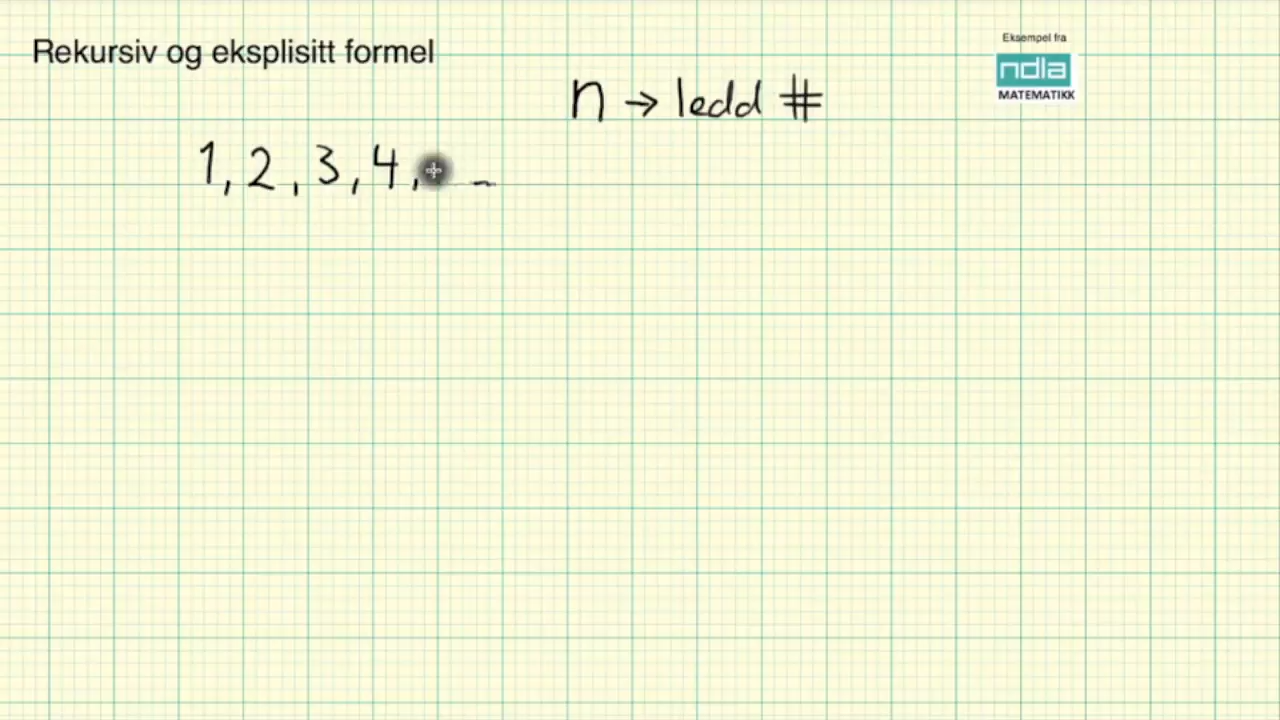 Rekursiv og eksplisitt formel
Eksempel fra
ndla
MATEMATIKK
n → ledd #
1, 2, 3, 4, . . –